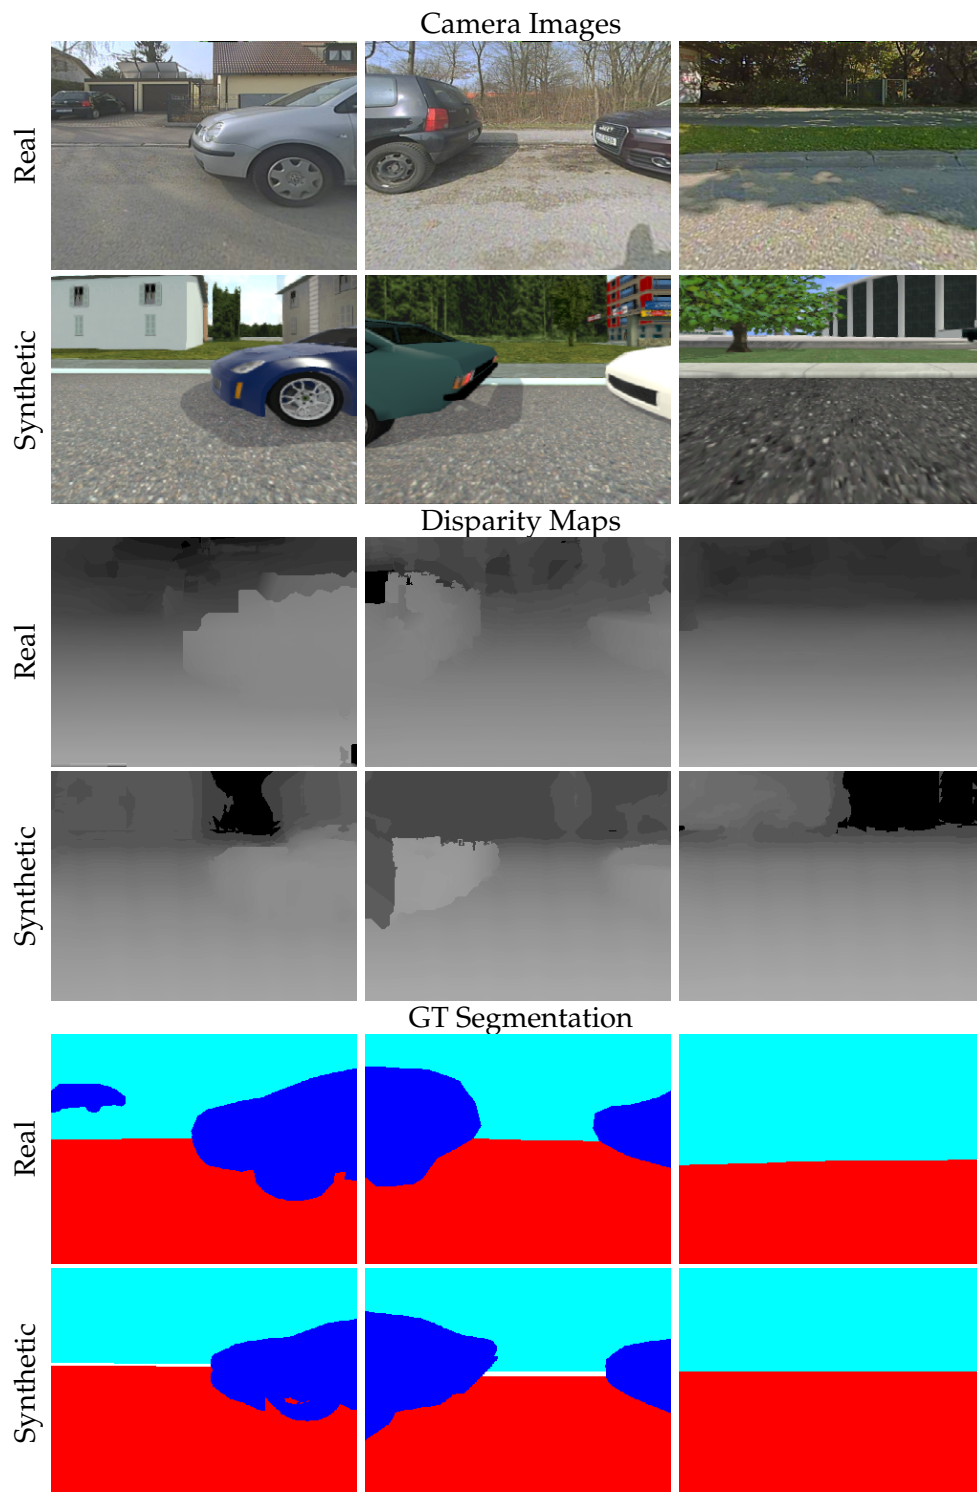 Camera Images
Real
Synthetic
Disparity Maps
Real
Synthetic
GT Segmentation
Real
Synthetic